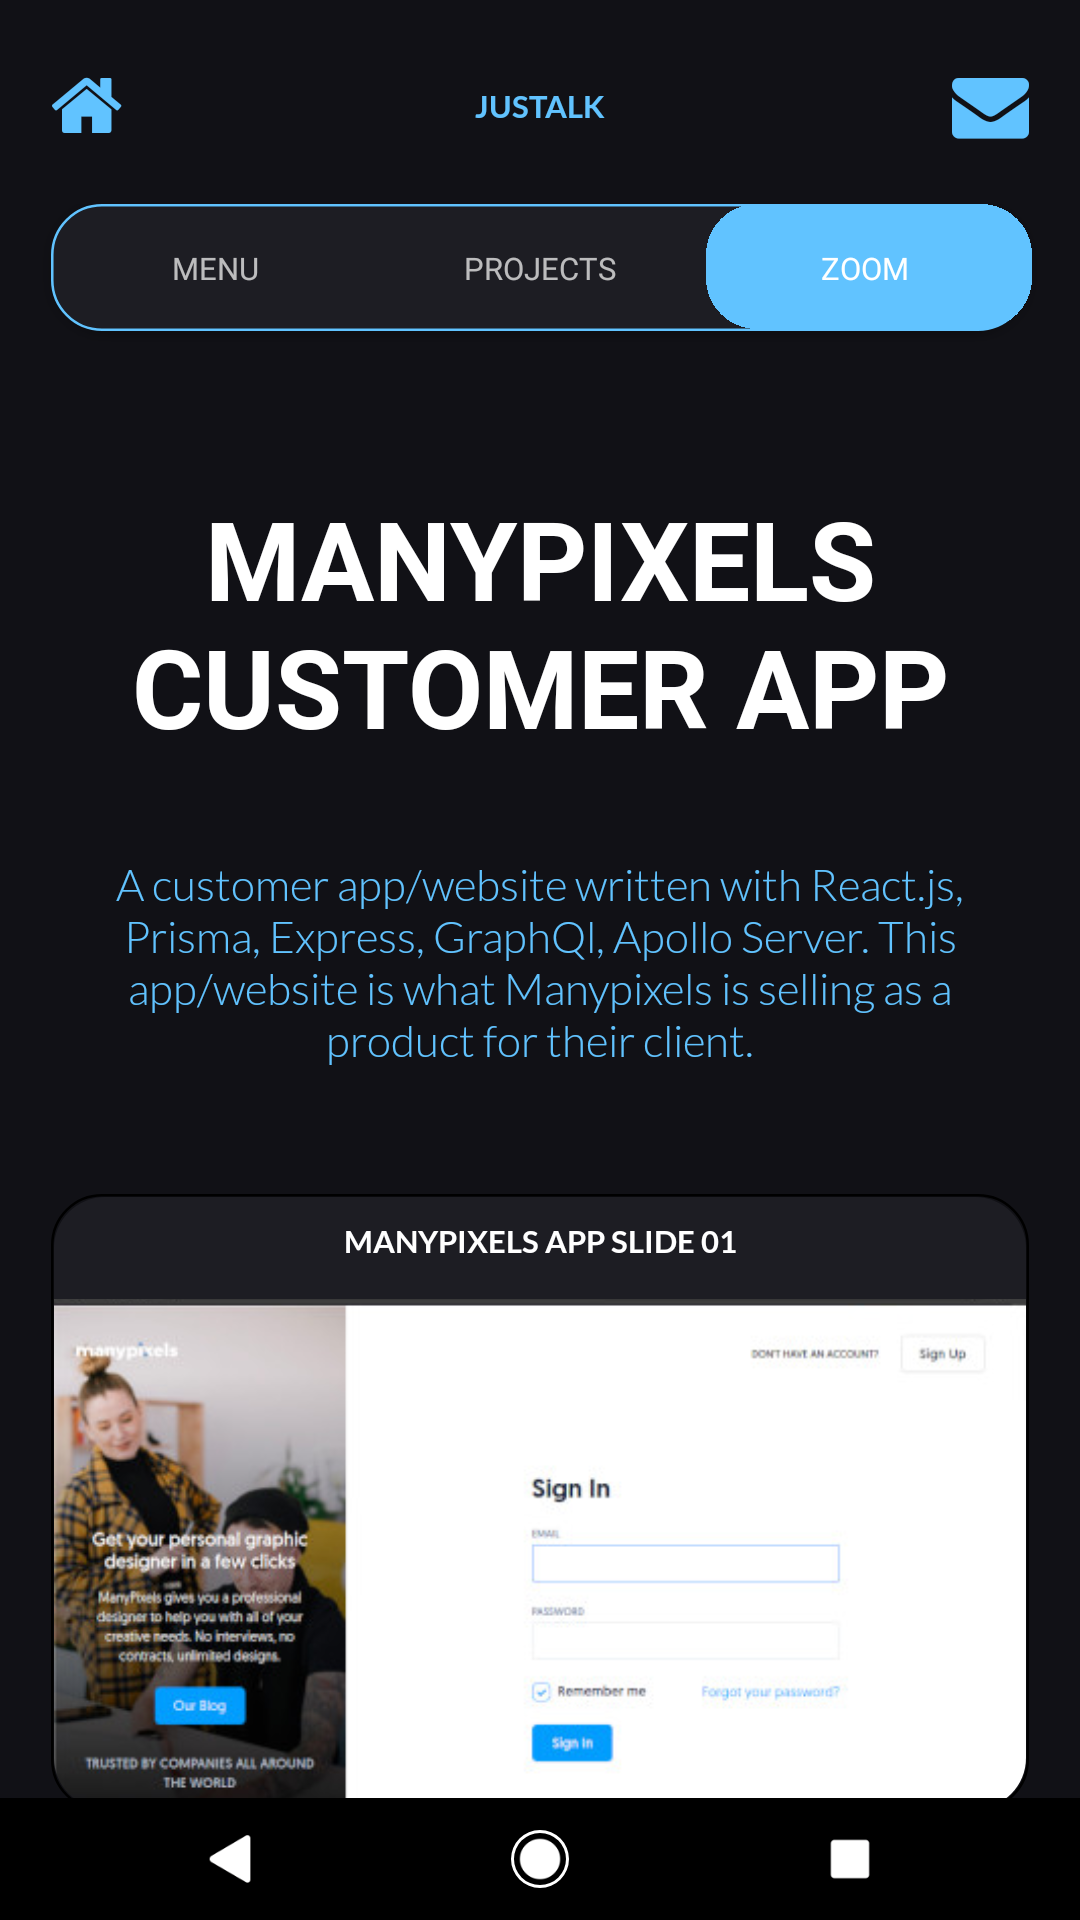 JUSTALK
MENU PROJECTS ZOOM
MANYPIXELS
CUSTOMER APP
A customer app/website written with React.js,
Prisma, Express, GraphQl, Apollo Server. This
app/website is what Manypixels is selling as a
product for their client.
MANYPIXELS APP SLIDE 01
manypixels
DON'T HAVE AN ACCOUNT? Sign Up
Sign In
EMAIL
PASSWORD
Remember me Forgot your password?
Sign In
Get your personal graphic
designer in a few clicks
ManyPixels gives you a professional
designer to help you with all of your
creative needs. No interviews, no
contracts, unlimited designs.
Our Blog
TRUSTED BY COMPANIES ALL AROUND
THE WORLD